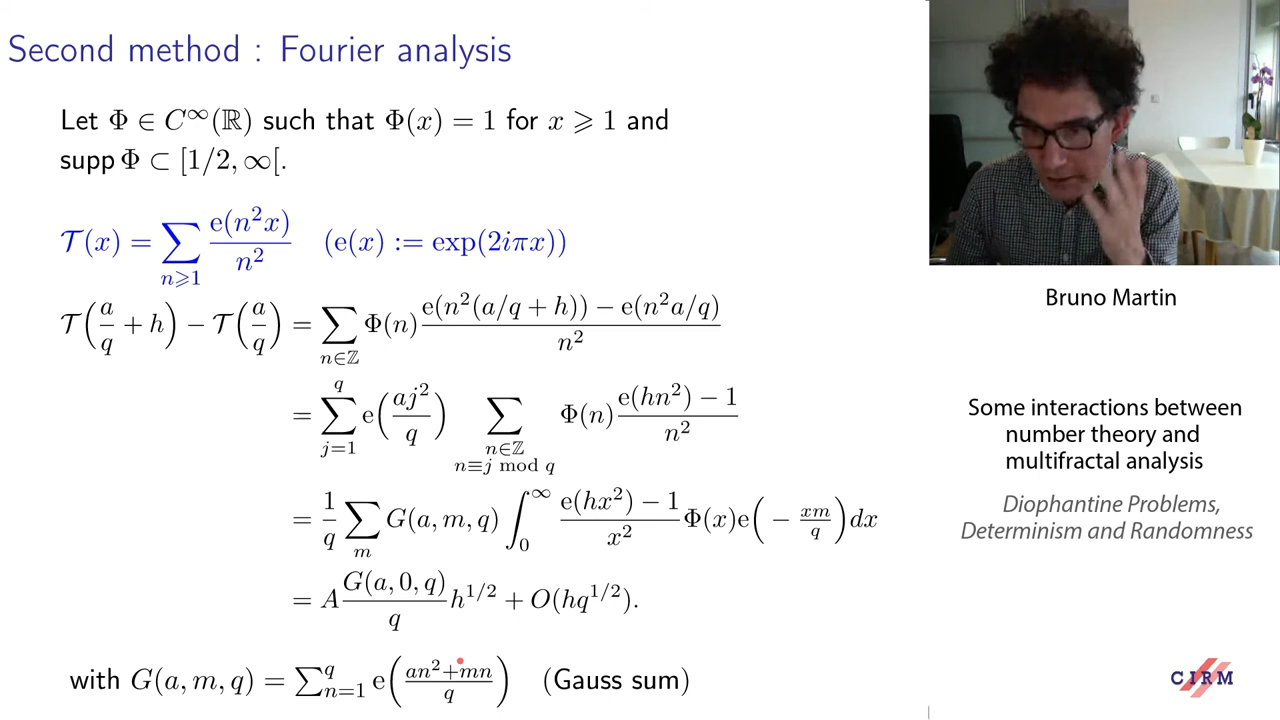 Second method : Fourier analysis
Let Φ ∈ C^∞(ℝ) such that Φ(x) = 1 for x ⩾ 1 and
supp Φ ⊂ [1/2, ∞[.
𝒯(x) = ∑_{n⩾1} e(n²x)/n² (e(x) := exp(2iπx))
𝒯(a/q + h) − 𝒯(a/q) = ∑_{n∈ℤ} Φ(n) (e(n²(a/q + h)) − e(n²a/q))/n²
= ∑_{j=1}^{q} e(aj²/q) ∑_{n∈ℤ, n≡j mod q} Φ(n) (e(hn²) − 1)/n²
= 1/q ∑_m G(a, m, q) ∫_0^∞ (e(hx²) − 1)/x² Φ(x)e(− xm/q)dx
= A G(a, 0, q)/q h^{1/2} + O(hq^{1/2}).
with G(a, m, q) = ∑_{n=1}^{q} e((an²+mn)/q) (Gauss sum)
Bruno Martin
Some interactions between
number theory and
multifractal analysis
Diophantine Problems,
Determinism and Randomness
CIRM